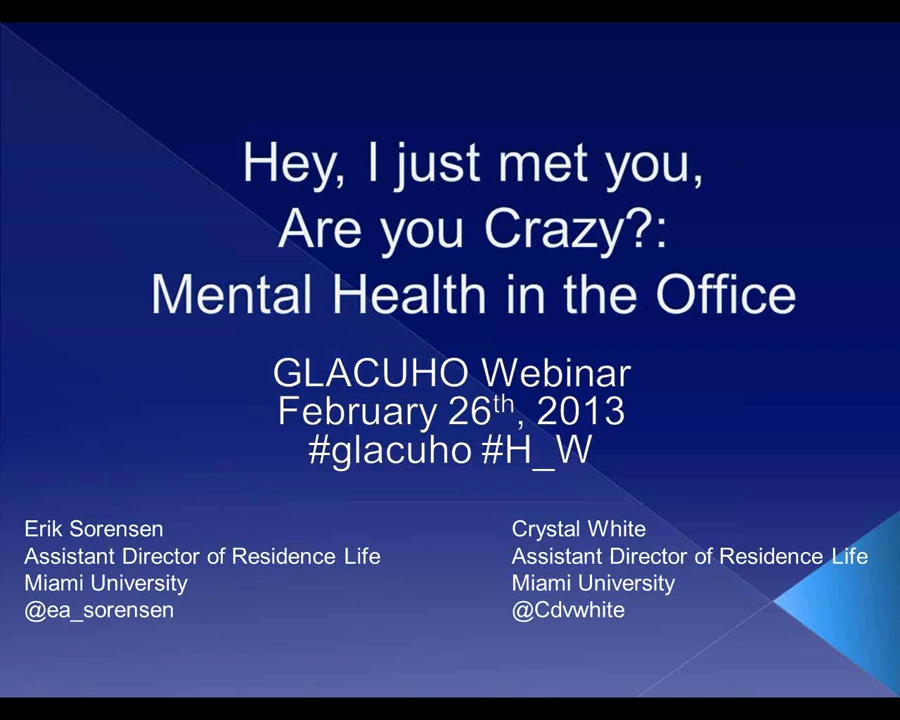 Hey, I just met you,
Are you Crazy?:
Mental Health in the Office
GLACUHO Webinar
February 26th, 2013
#glacuho #H_W
Erik Sorensen
Assistant Director of Residence Life
Miami University
@ea_sorensen
Crystal White
Assistant Director of Residence Life
Miami University
@Cdvwhite